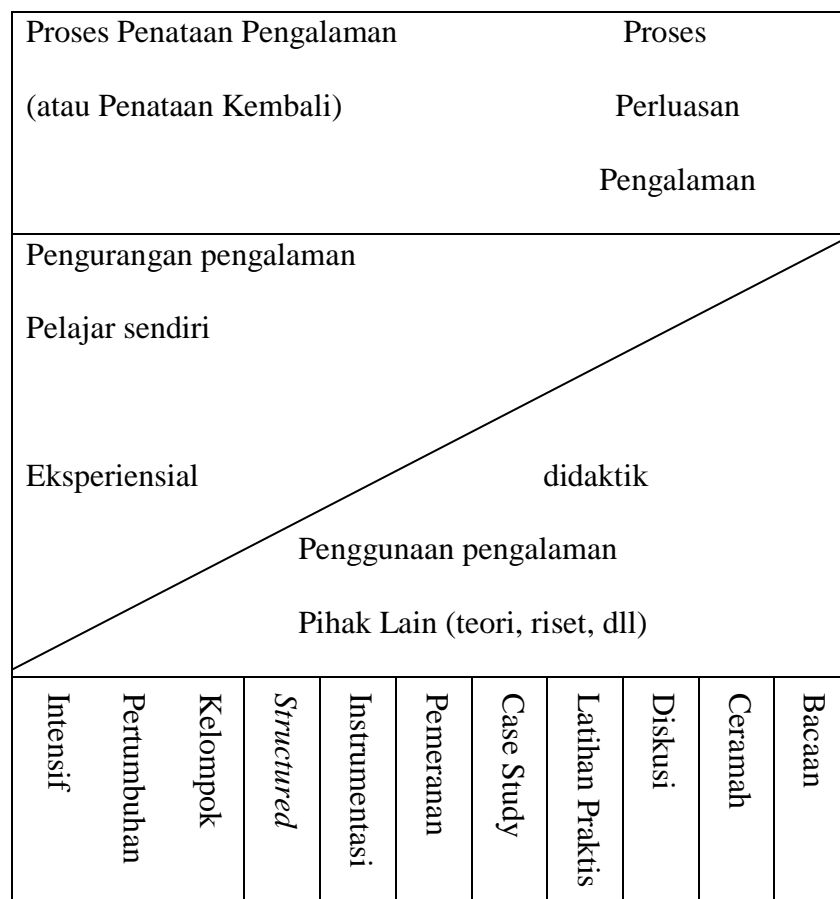 Proses Penataan Pengalaman
(atau Penataan Kembali)
Proses
Perluasan
Pengalaman
Pengurangan pengalaman
Pelajar sendiri
Eksperiensial
didaktik
Penggunaan pengalaman
Pihak Lain (teori, riset, dll)
Intensif
Pertumbuhan
Kelompok
Structured
Instrumentasi
Pemeranan
Case Study
Latihan Praktis
Diskusi
Ceramah
Bacaan